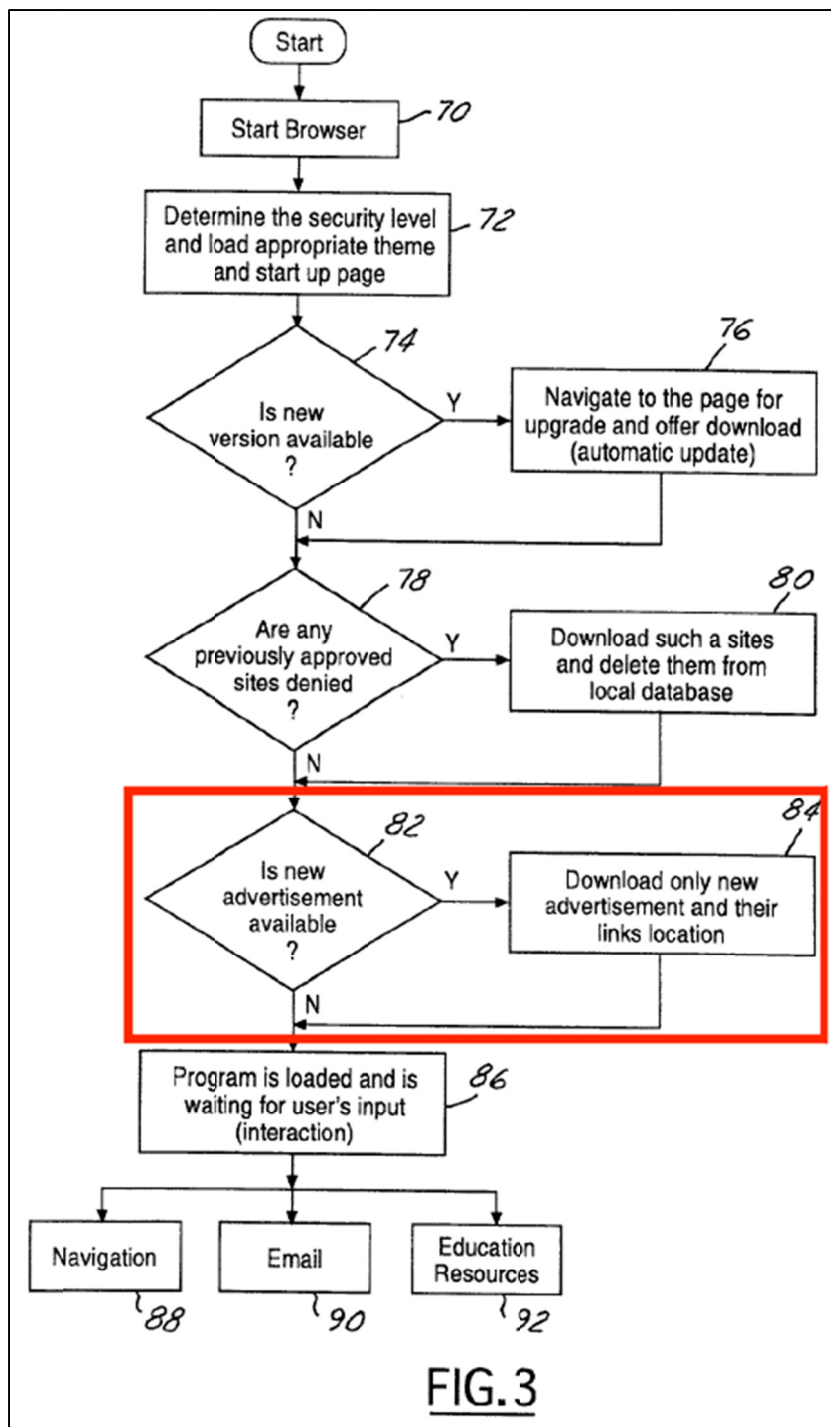 Start
Start Browser
70
Determine the security level
and load appropriate theme
and start up page
72
74
Is new
version available
?
Y
N
76
Navigate to the page for
upgrade and offer download
(automatic update)
78
Are any
previously approved
sites denied
?
Y
N
80
Download such a sites
and delete them from
local database
82
Is new
advertisement
available
?
Y
N
84
Download only new
advertisement and their
links location
Program is loaded and is
waiting for user's input
(interaction)
86
Navigation
88
Email
90
Education
Resources
92
FIG.3